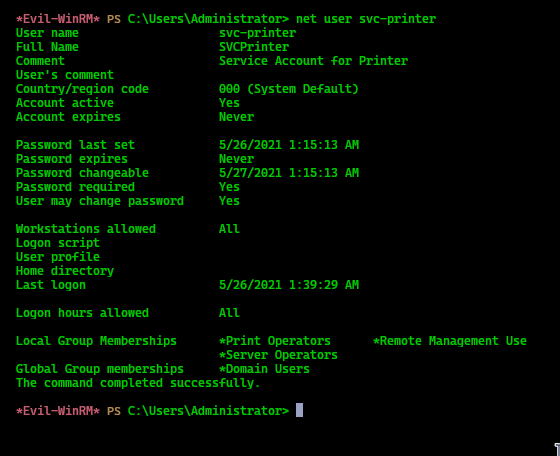 *Evil-WinRM* PS C:\Users\Administrator> net user svc-printer
User name                    svc-printer
Full Name                    SVCPrinter
Comment                      Service Account for Printer
User's comment
Country/region code          000 (System Default)
Account active               Yes
Account expires              Never
Password last set            5/26/2021 1:15:13 AM
Password expires             Never
Password changeable          5/27/2021 1:15:13 AM
Password required            Yes
User may change password     Yes
Workstations allowed         All
Logon script
User profile
Home directory
Last logon                   5/26/2021 1:39:29 AM
Logon hours allowed          All
Local Group Memberships      *Print Operators      *Remote Management Use
                             *Server Operators
Global Group memberships     *Domain Users
The command completed successfully.
*Evil-WinRM* PS C:\Users\Administrator>